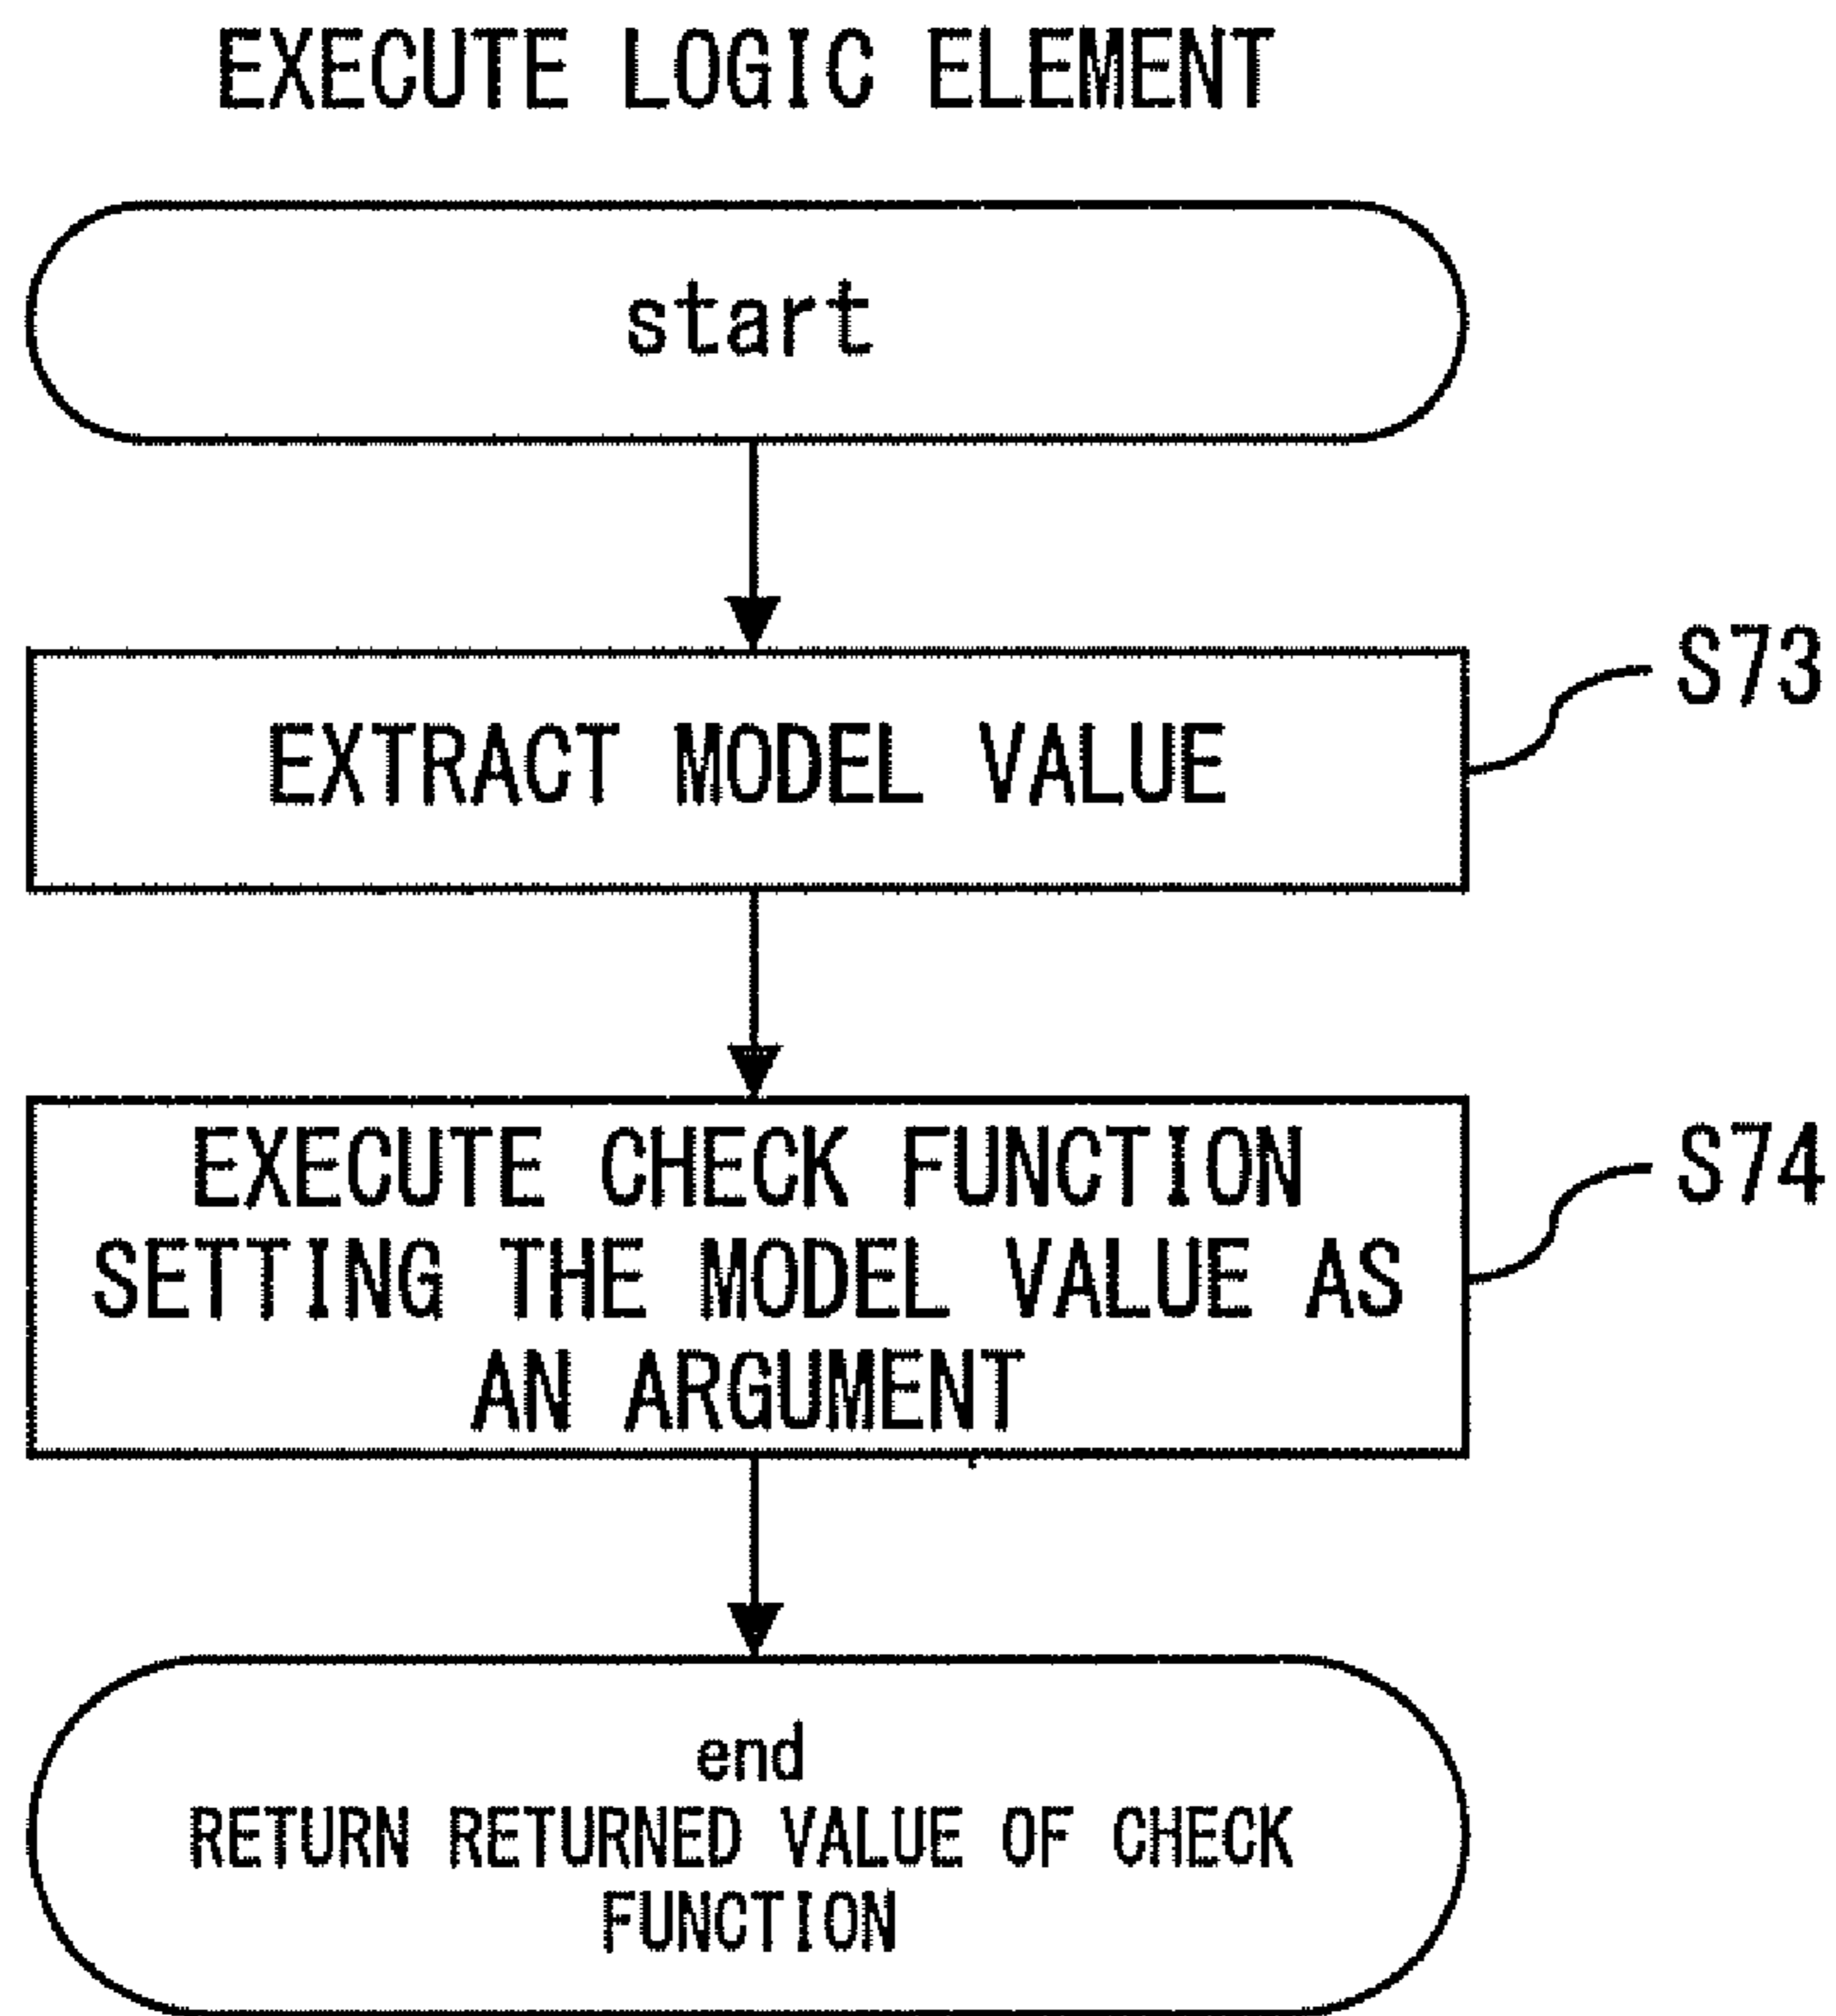 EXECUTE LOGIC ELEMENT
start
S73
EXTRACT MODEL VALUE
S74
EXECUTE CHECK FUNCTION
SETTING THE MODEL VALUE AS
AN ARGUMENT
end
RETURN RETURNED VALUE OF CHECK
FUNCTION